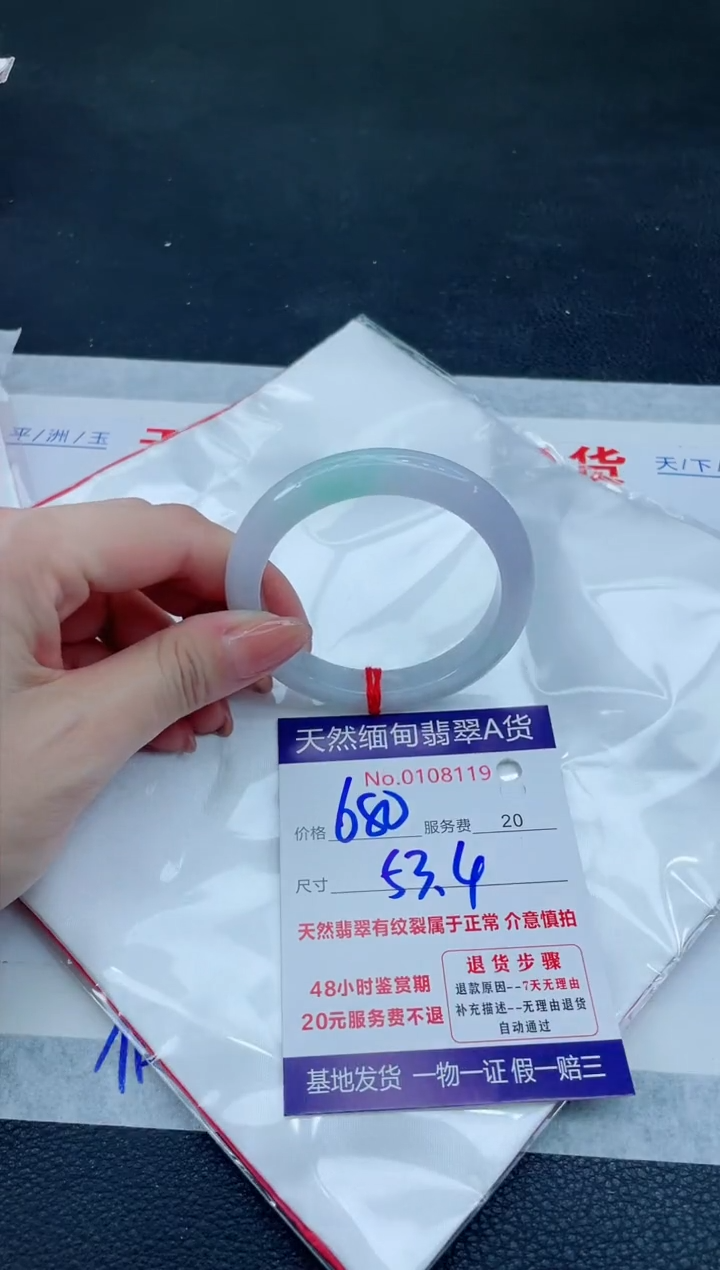 平/洲/玉
货
天/下
天然缅甸翡翠A货
No.0108119
价格 680 服务费 20
尺寸 53.4
天然翡翠有纹裂属于正常 介意慎拍
48小时鉴赏期
20元服务费不退
退货步骤
退款原因--7天无理由
补充描述--无理由退货
自动通过
基地发货 一物一证 假一赔三